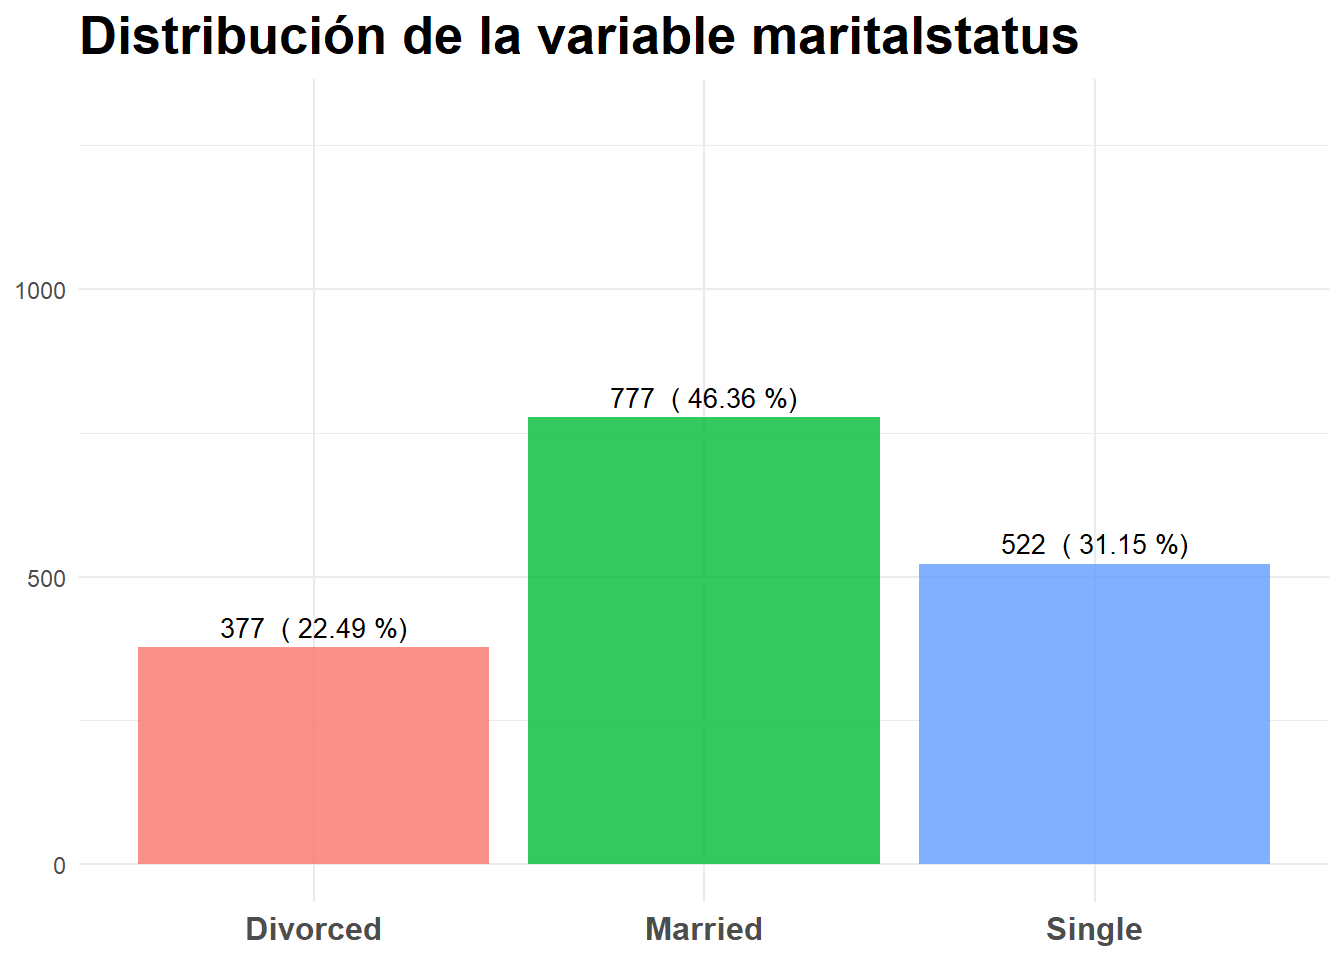 Distribución de la variable maritalstatus
1000
777  ( 46.36 %)
522  ( 31.15 %)
500
377  ( 22.49 %)
0
Divorced Married Single